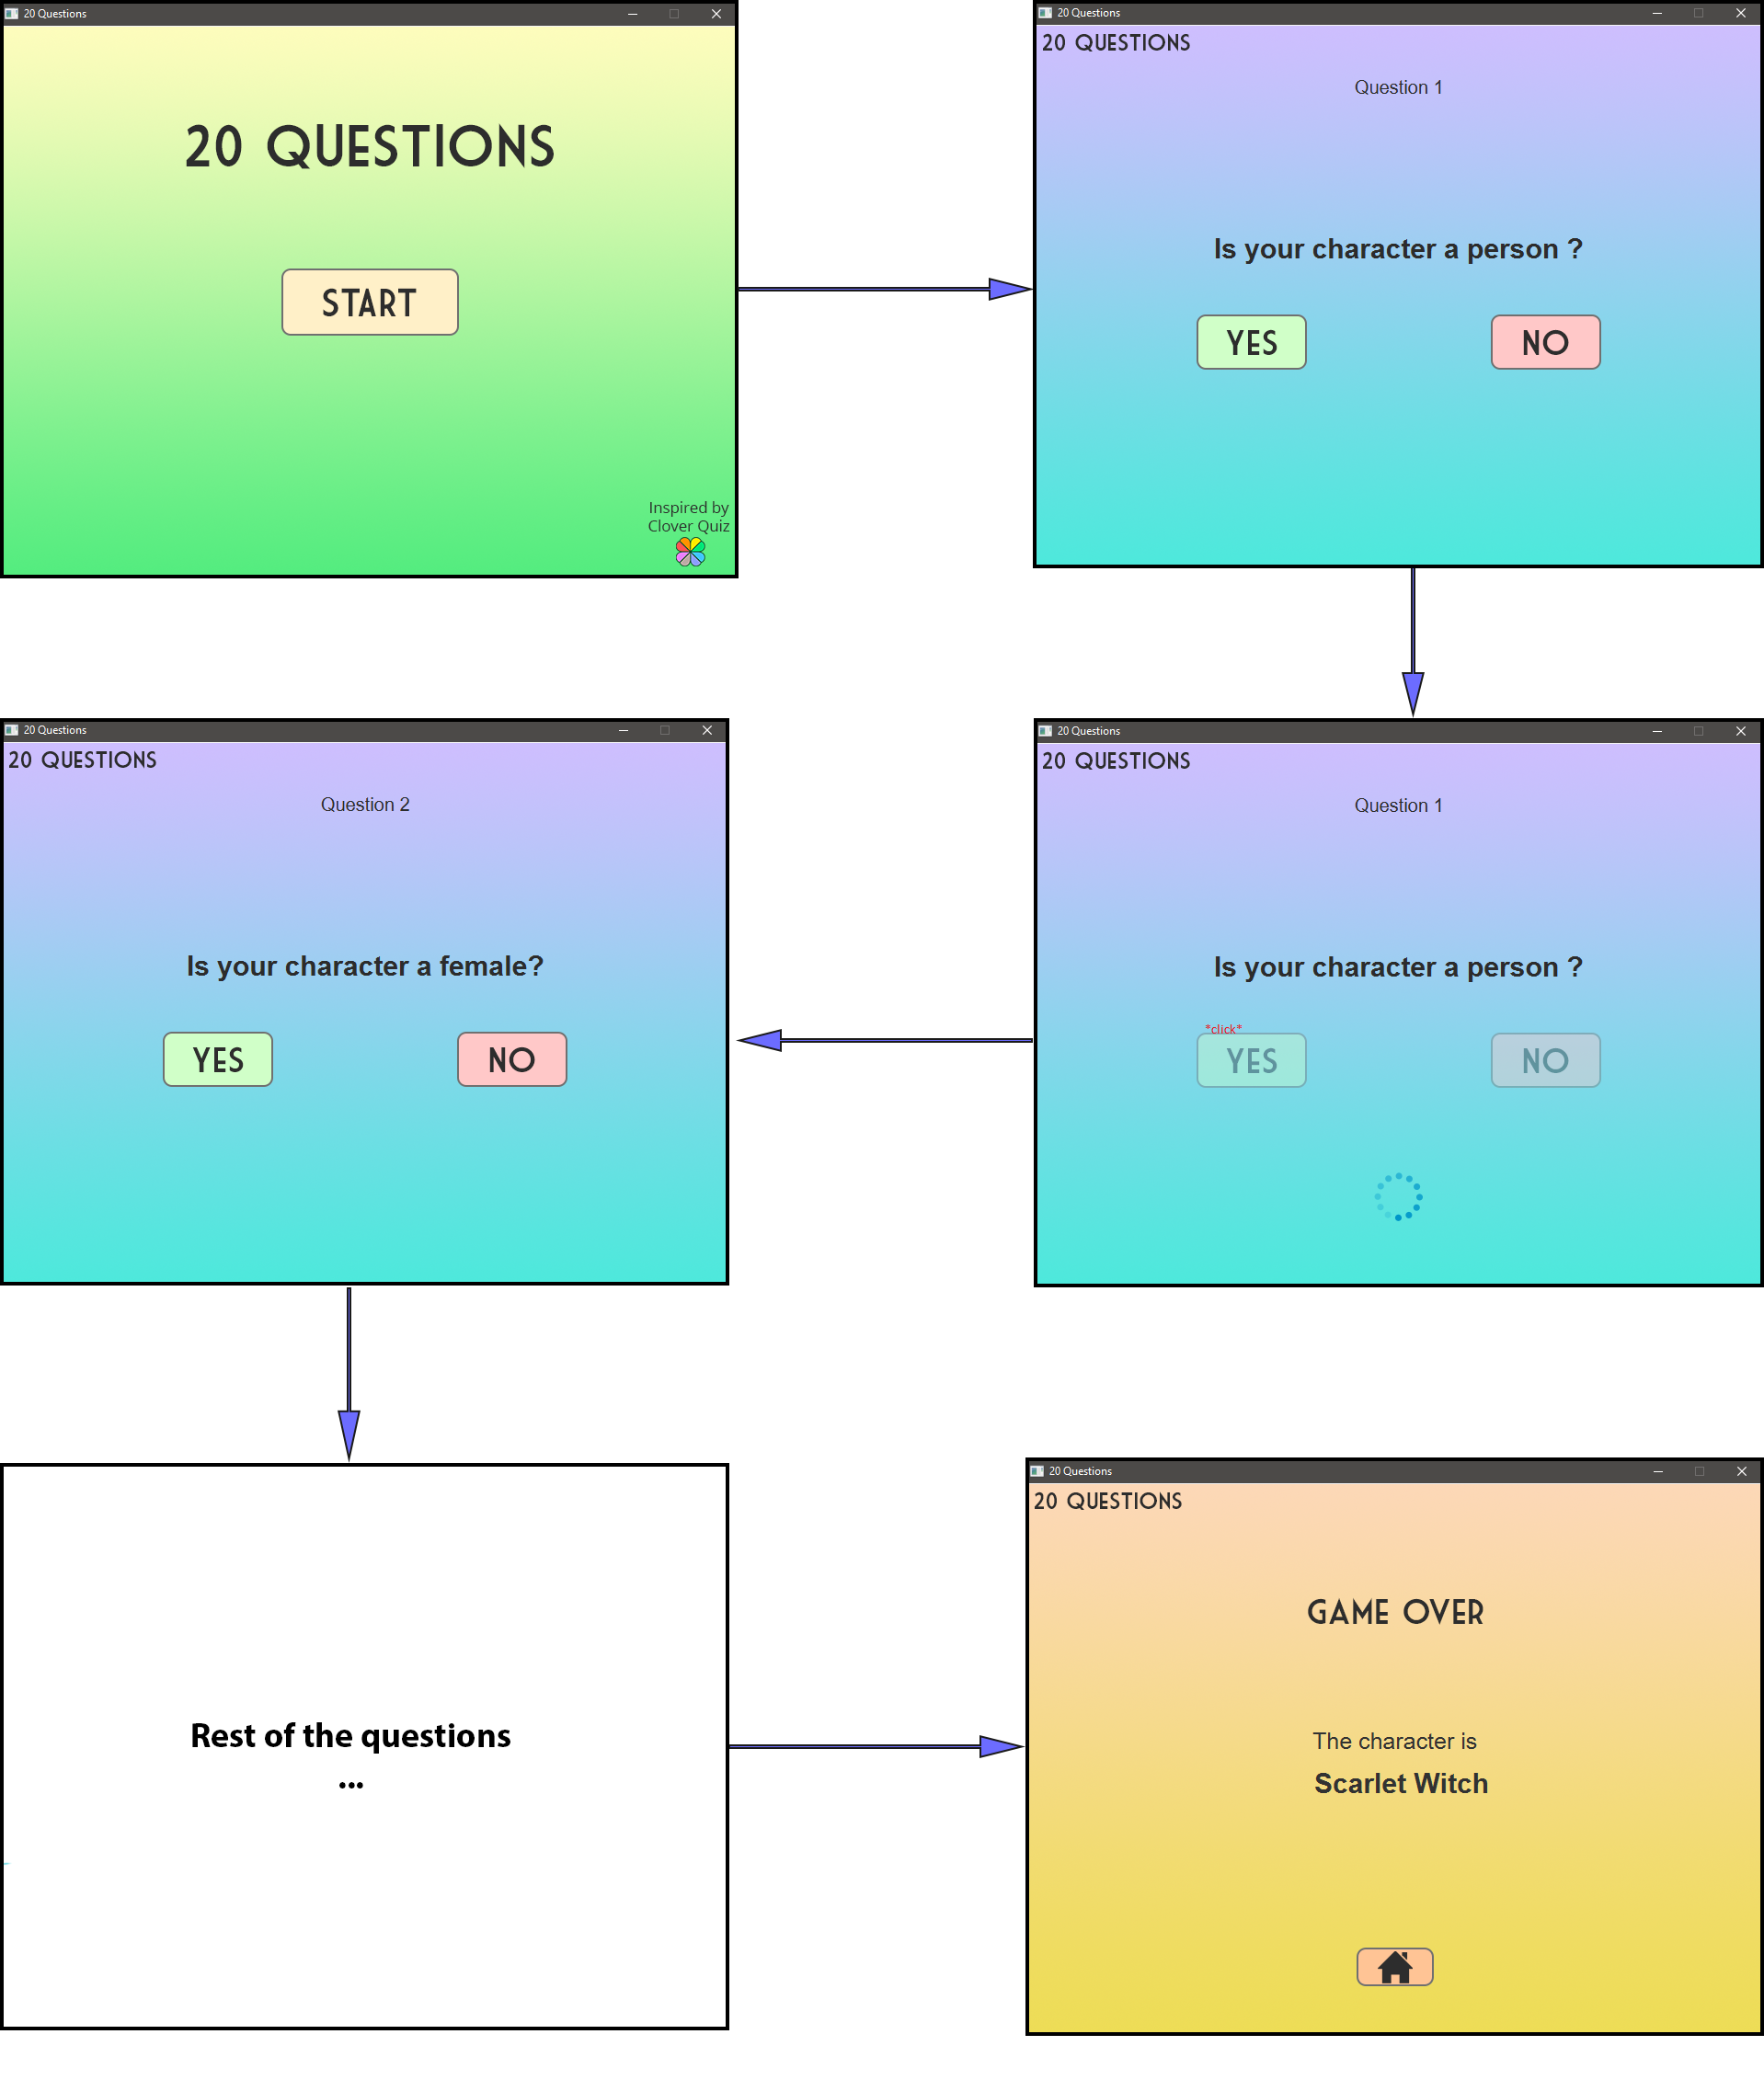 20 Questions
20 QUESTIONS
START
Inspired by
Clover Quiz
20 Questions
20 QUESTIONS
Question 1
Is your character a person ?
YES
NO
20 Questions
20 QUESTIONS
Question 1
Is your character a person ?
*click*
YES
NO
20 Questions
20 QUESTIONS
Question 2
Is your character a female?
YES
NO
Rest of the questions
...
20 Questions
20 QUESTIONS
GAME OVER
The character is
Scarlet Witch